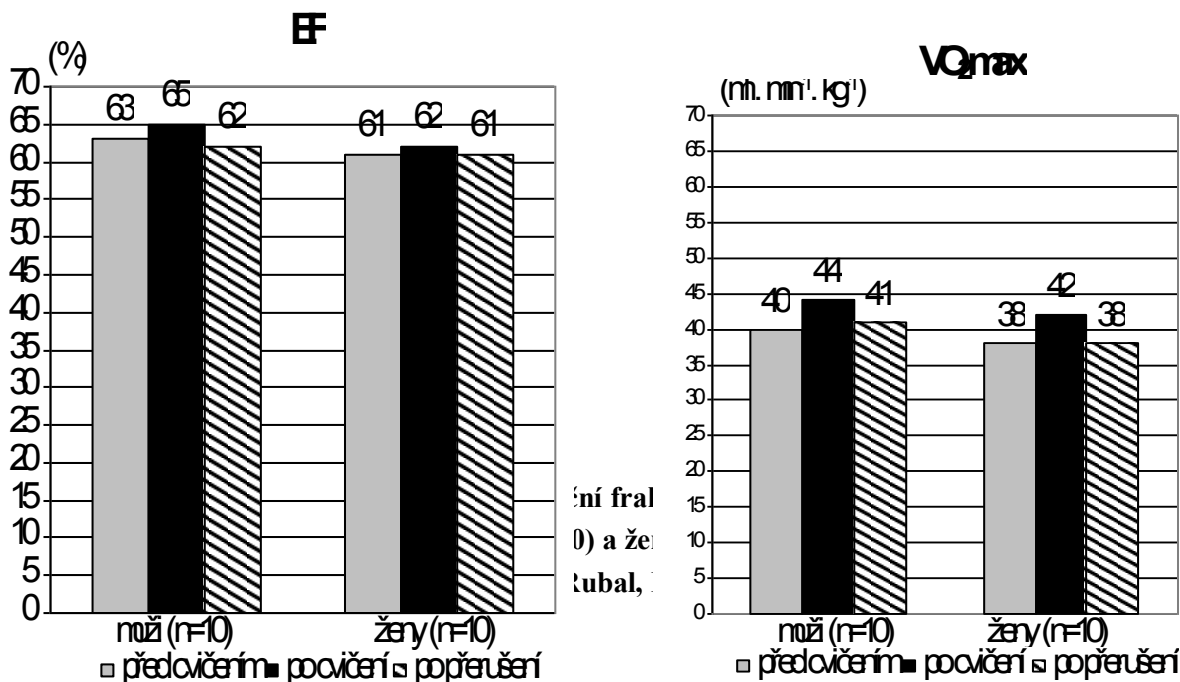 EF
(%)
70
65
60
55
50
45
40
35
30
25
20
15
10
5
0
63 65 62
61 62 61
muži (n=10) ženy (n=10)
před cvičením po cvičení po přerušení
ční
0) a
Rubal,
VO₂max
(ml. min⁻¹. kg⁻¹)
70
65
60
55
50
45
40
35
30
25
20
15
10
5
0
40 44 41
38 42 38
muži (n=10) ženy (n=10)
před cvičením po cvičení po přerušení